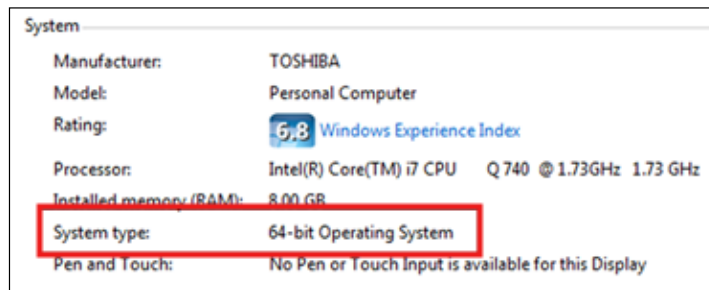 System
Manufacturer: TOSHIBA
Model: Personal Computer
Rating: 6,8 Windows Experience Index
Processor: Intel(R) Core(TM) i7 CPU Q 740 @ 1.73GHz 1.73 GHz
Installed memory (RAM): 8.00 GB
System type: 64-bit Operating System
Pen and Touch: No Pen or Touch Input is available for this Display